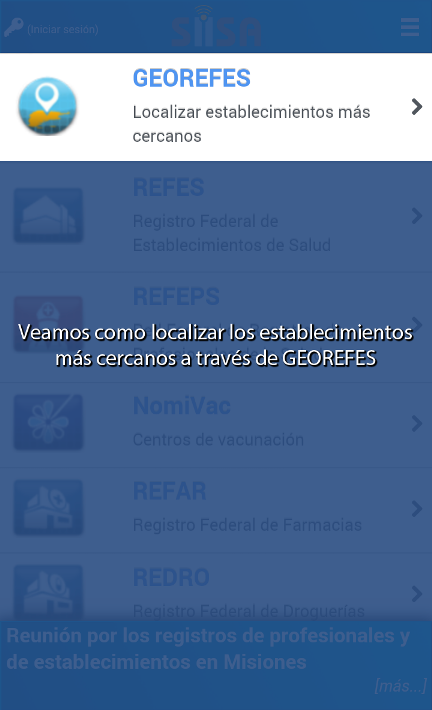 (Iniciar sesión)
SIISA
GEOREFES
Localizar establecimientos más
cercanos
REFES
Registro Federal de
Establecimientos de Salud
REFEPS
Veamos como localizar los establecimientos
más cercanos a través de GEOREFES
NomiVac
Centros de vacunación
REFAR
Registro Federal de Farmacias
REDRO
Registro Federal de Droguerías
Reunión por los registros de profesionales y
de establecimientos en Misiones
[más...]